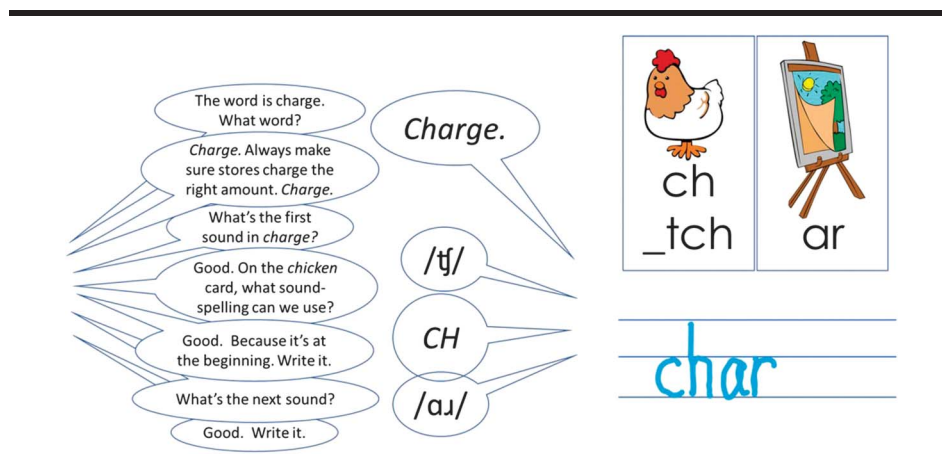 The word is charge.
What word?
Charge.
Charge. Always make
sure stores charge the
right amount. Charge.
What's the first
sound in charge?
/ʧ/
Good. On the chicken
card, what sound-
spelling can we use?
CH
Good.  Because it's at
the beginning. Write it.
What's the next sound?
/ɑɹ/
Good.  Write it.
ch
_tch
ar
char